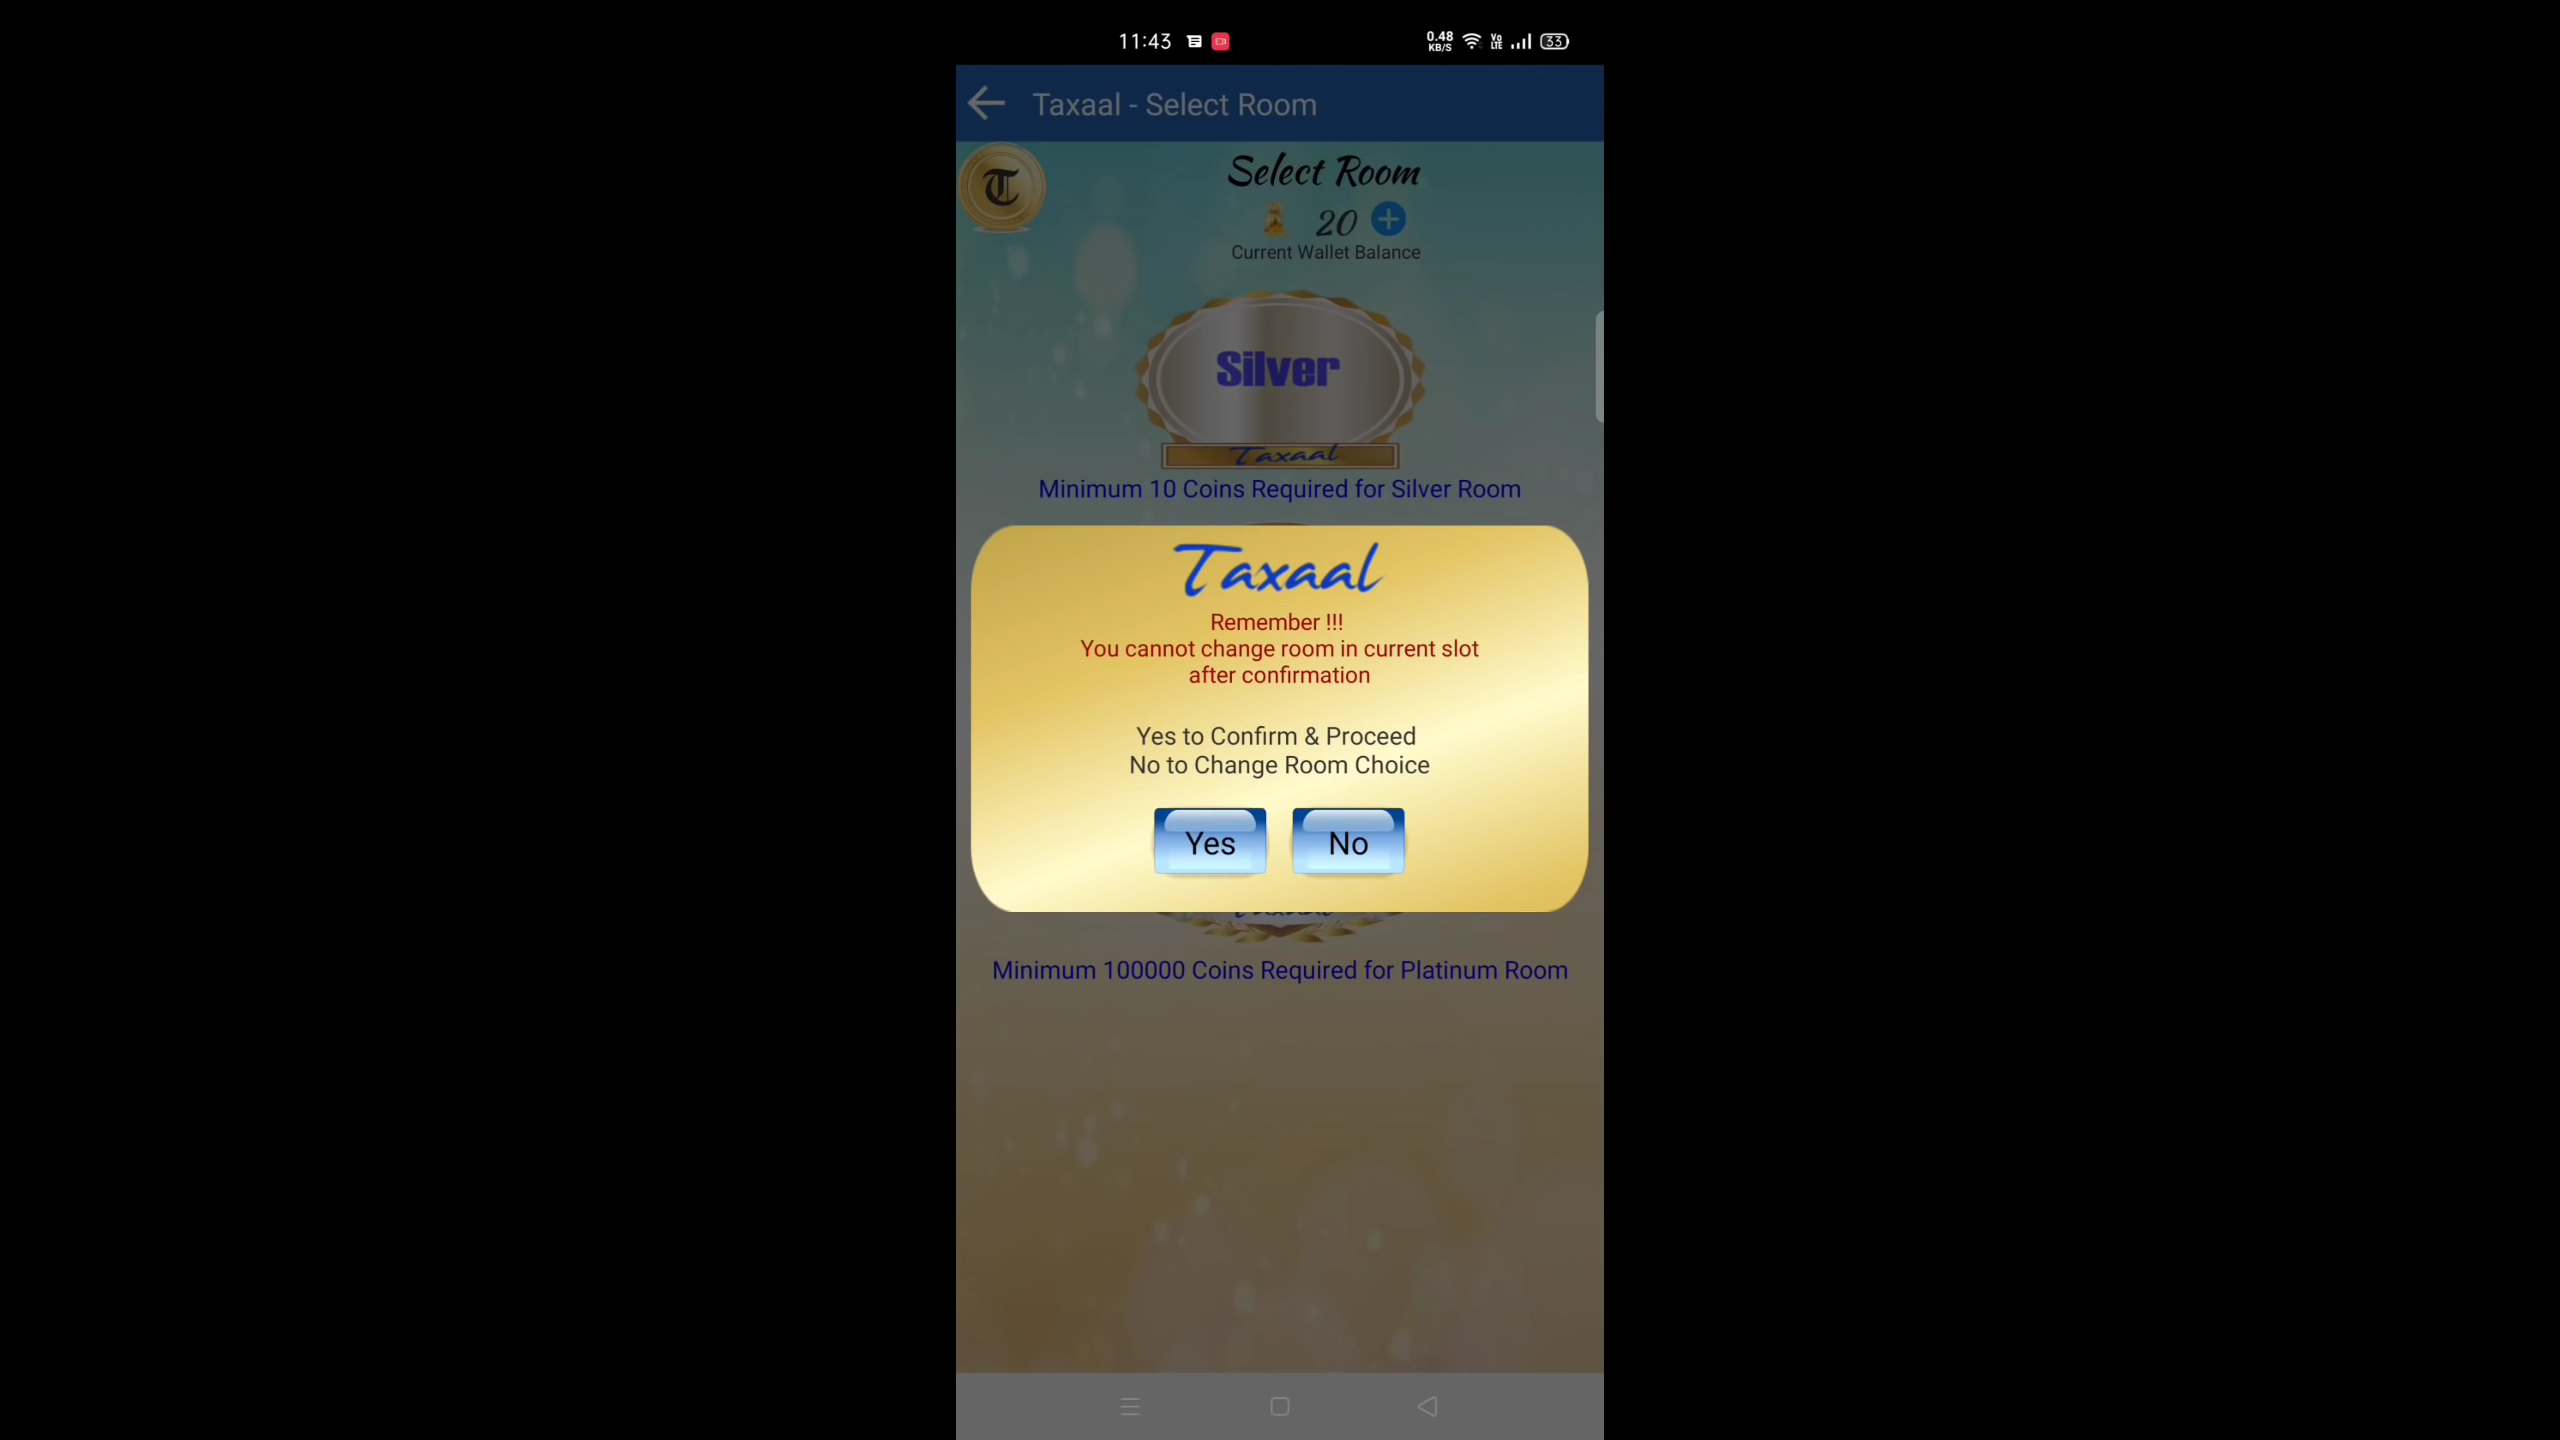 11:43
0.48 KB/S
Vo LTE
33
Taxaal - Select Room
T
Select Room
20
Current Wallet Balance
Silver
Taxaal
Minimum 10 Coins Required for Silver Room
Taxaal
Remember !!!
You cannot change room in current slot
after confirmation
Yes to Confirm & Proceed
No to Change Room Choice
Yes
No
Minimum 100000 Coins Required for Platinum Room